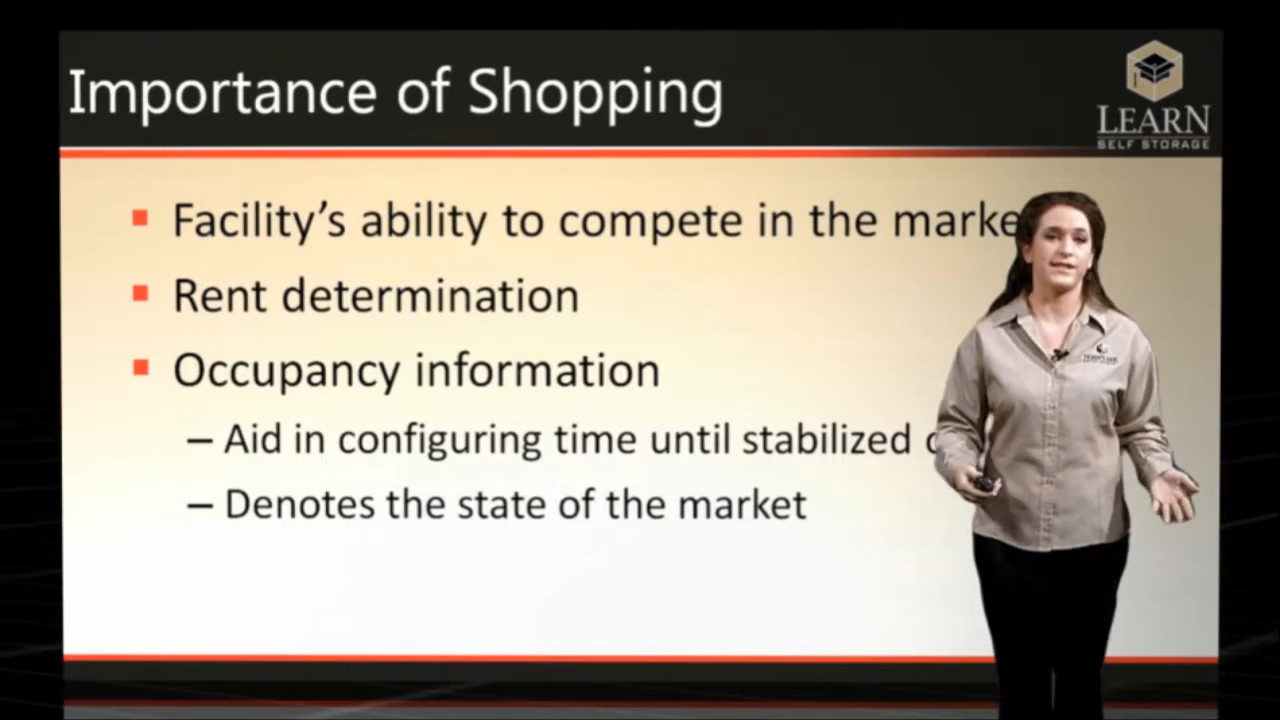 Importance of Shopping
LEARN
SELF STORAGE
Facility's ability to compete in the marke
Rent determination
Occupancy information
– Aid in configuring time until stabilized
– Denotes the state of the market